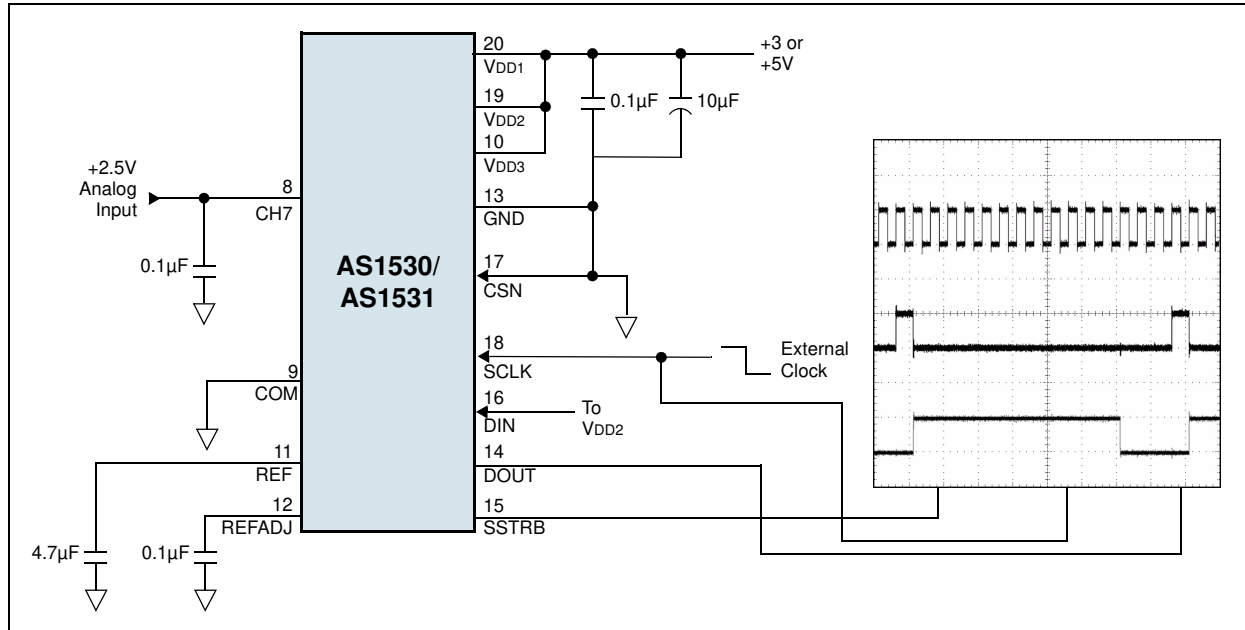 20
VDD1
+3 or
+5V
19
VDD2
0.1µF
10µF
10
VDD3
+2.5V
Analog
Input
8
CH7
13
GND
0.1µF
AS1530/
AS1531
17
CSN
18
SCLK
External
Clock
9
COM
16
DIN
To
VDD2
11
REF
14
DOUT
12
REFADJ
15
SSTRB
4.7µF
0.1µF